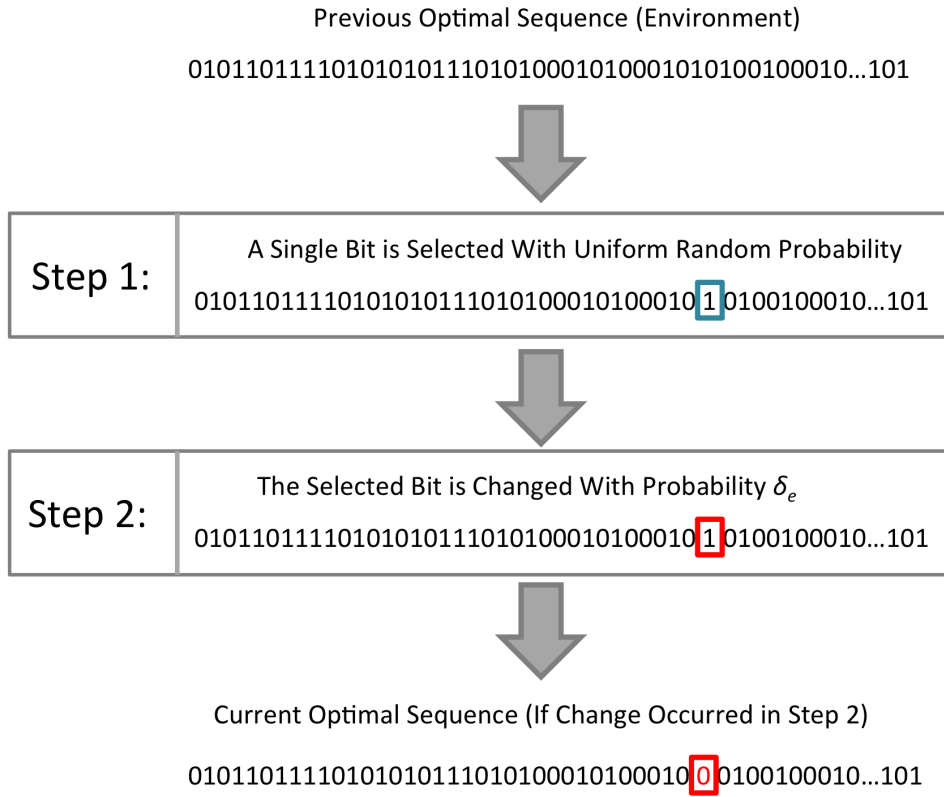 Previous Optimal Sequence (Environment)
0101101111010101011101010001010001010100100010...101
Step 1:
A Single Bit is Selected With Uniform Random Probability
01011011110101010111010100010100010 1 0100100010...101
Step 2:
The Selected Bit is Changed With Probability δₑ
01011011110101010111010100010100010 1 0100100010...101
Current Optimal Sequence (If Change Occurred in Step 2)
01011011110101010111010100010100010 0 0100100010...101